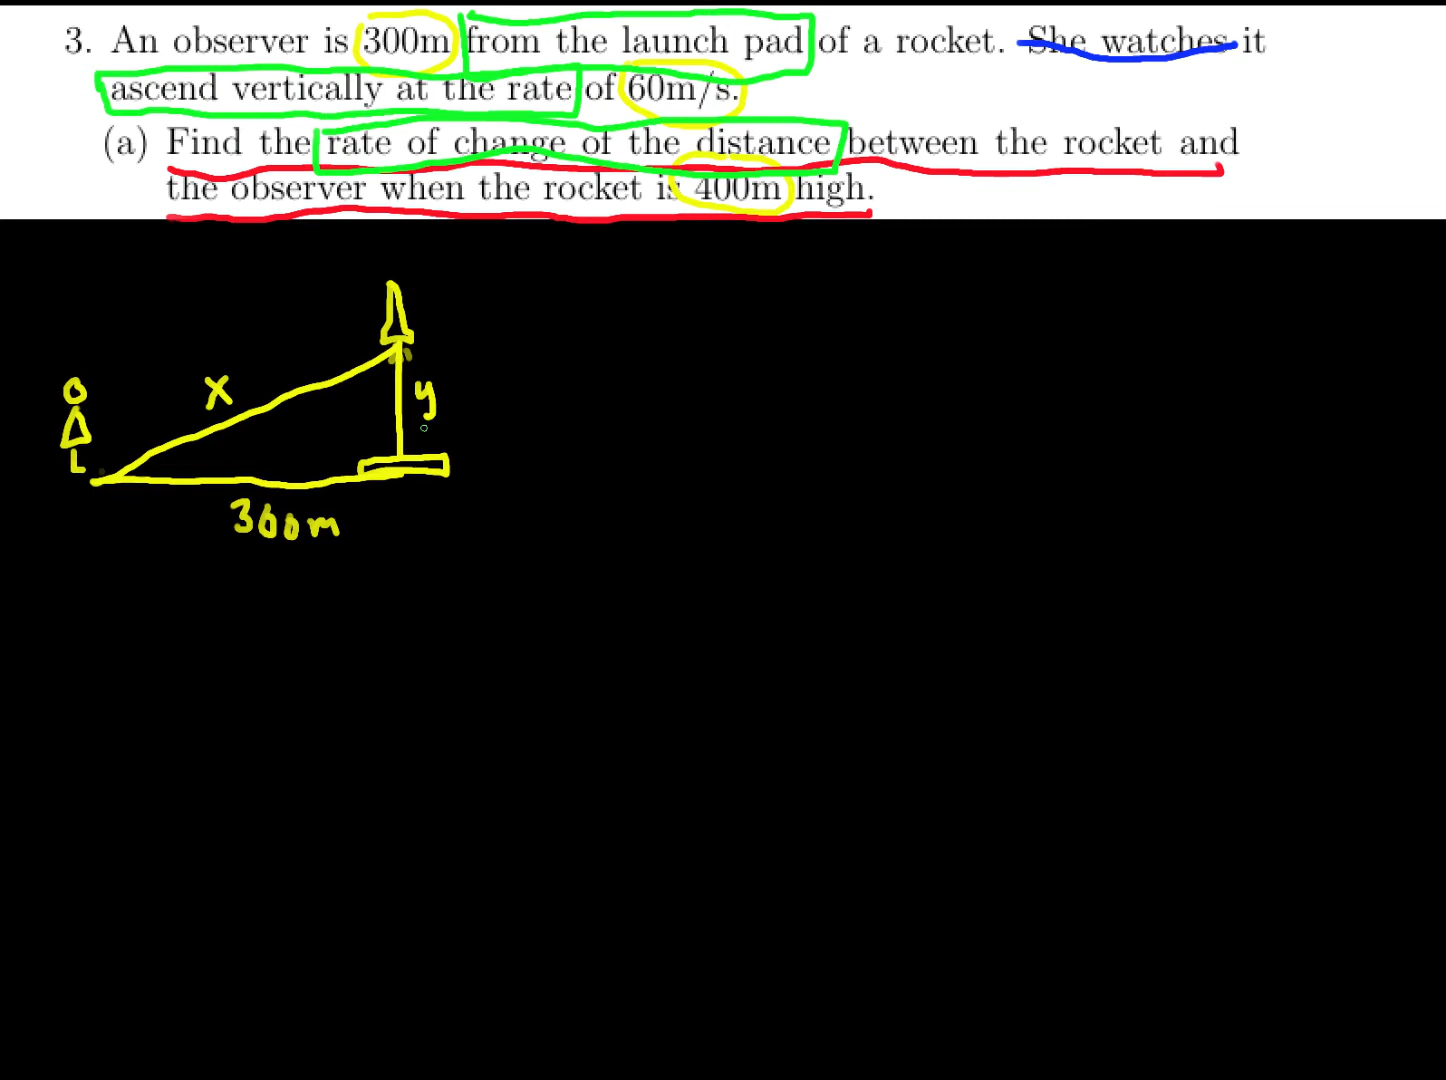 3. An observer is 300m from the launch pad of a rocket. She watches it
ascend vertically at the rate of 60m/s.
(a) Find the rate of change of the distance between the rocket and
the observer when the rocket is 400m high.
x
y
300m